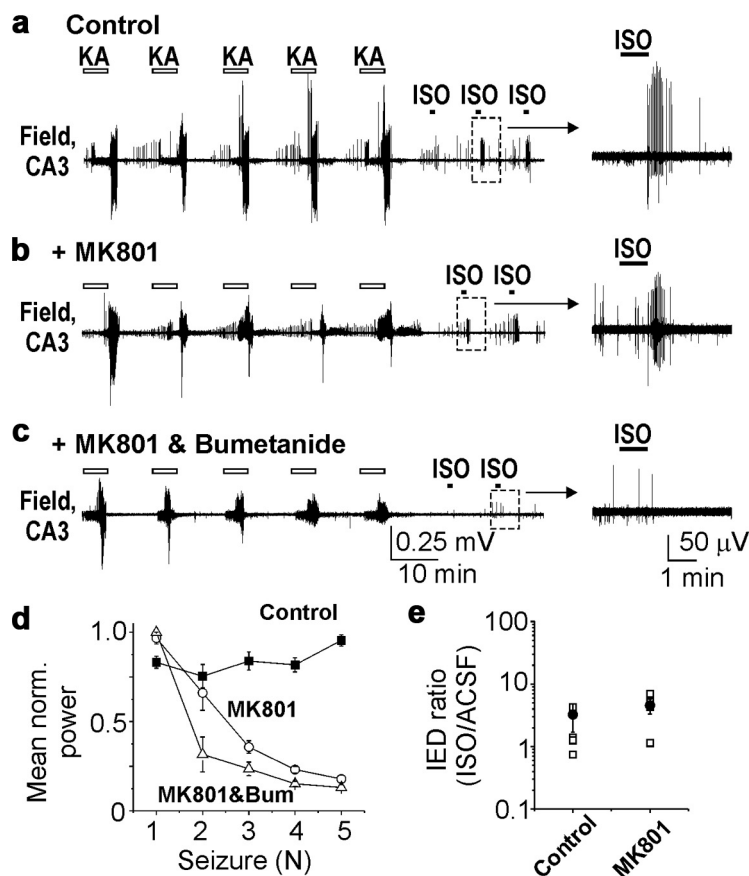 a Control
KA KA KA KA KA
ISO ISO ISO
ISO
Field,
CA3
b + MK801
ISO ISO
ISO
Field,
CA3
c + MK801 & Bumetanide
ISO ISO
ISO
Field,
CA3
0.25 mV
10 min
50 μV
1 min
d
Control
1.0
0.5
0
Mean norm.
power
MK801
MK801&Bum
1 2 3 4 5
Seizure (N)
e
100
10
1
0.1
IED ratio
(ISO/ACSF)
Control
MK801